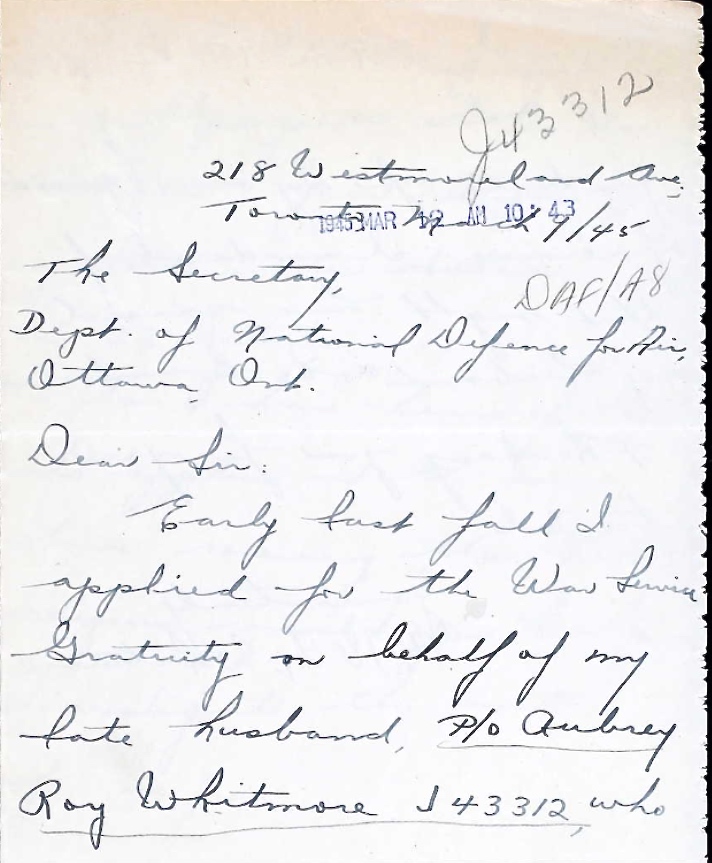 J43312
218 Westmoreland Ave.
Toronto March 9/45
1945 MAR 12 AM 10:43
The Secretary,
DAF/A8
Dept. of National Defence for Air,
Ottawa, Ont.
Dear Sir:
Early last fall I
applied for the War Service
Gratuity on behalf of my
late husband, P/O Aubrey
Roy Whitmore J43312, who